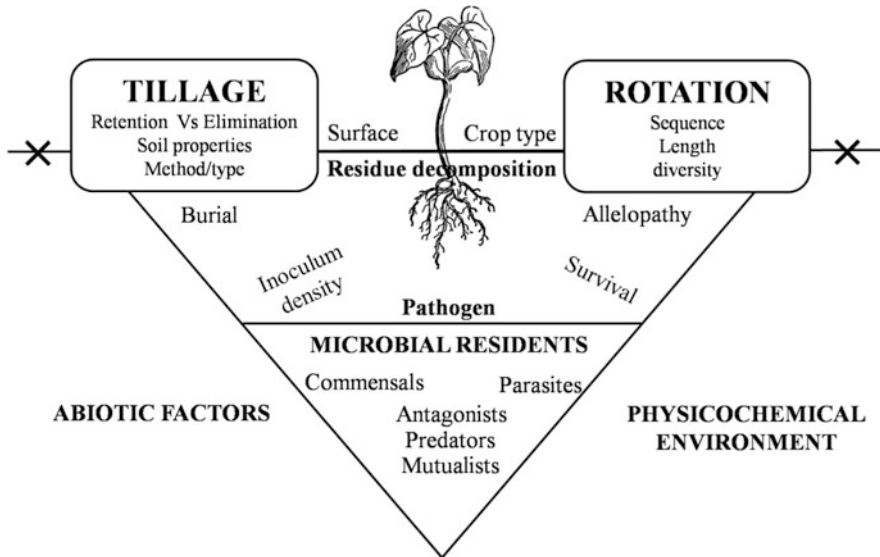 TILLAGE
Retention Vs Elimination
Soil properties
Method/type
Surface
Crop type
ROTATION
Sequence
Length
diversity
Residue decomposition
Burial
Allelopathy
Inoculum
density
Survival
Pathogen
MICROBIAL RESIDENTS
Commensals
Parasites
Antagonists
Predators
Mutualists
ABIOTIC FACTORS
PHYSICOCHEMICAL
ENVIRONMENT